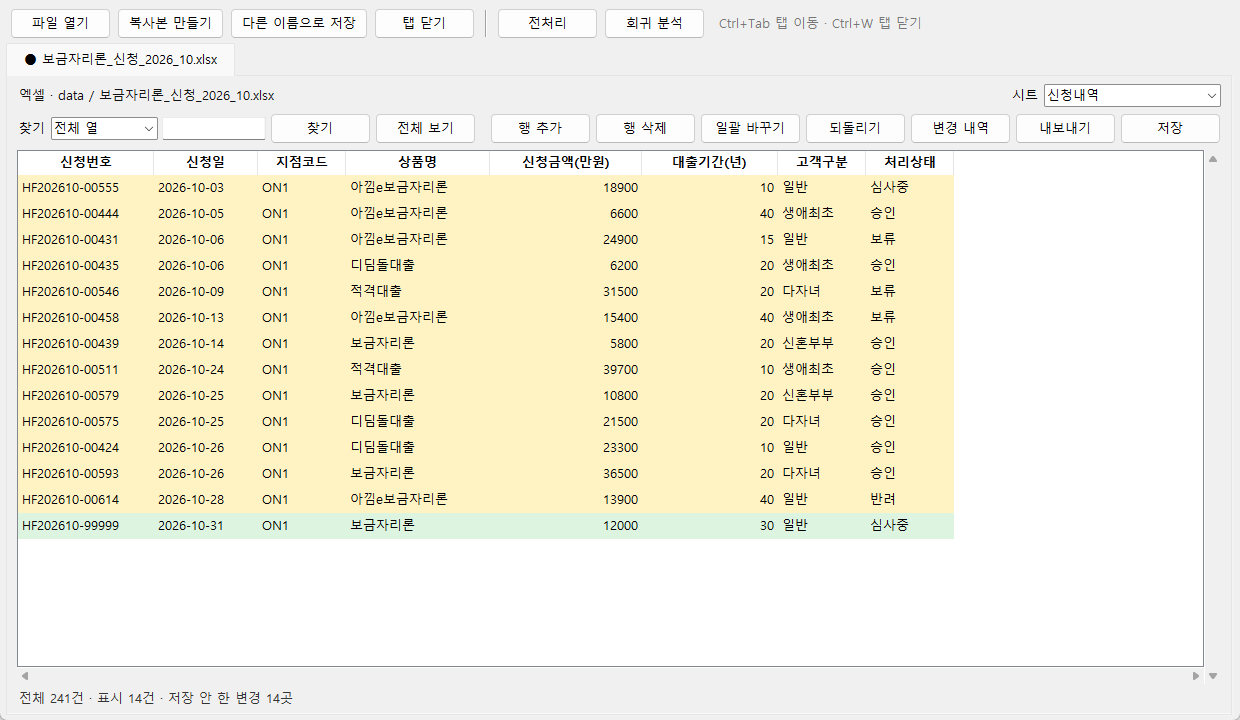 파일 열기 복사본 만들기 다른 이름으로 저장 탭 닫기 전처리 회귀 분석 Ctrl+Tab 탭 이동 · Ctrl+W 탭 닫기
● 보금자리론_신청_2026_10.xlsx
엑셀 · data / 보금자리론_신청_2026_10.xlsx 시트 신청내역
찾기 전체 열 찾기 전체 보기 행 추가 행 삭제 일괄 바꾸기 되돌리기 변경 내역 내보내기 저장
신청번호 신청일 지점코드 상품명 신청금액(만원) 대출기간(년) 고객구분 처리상태
HF202610-00555 2026-10-03 ON1 아낌e보금자리론 18900 10 일반 심사중
HF202610-00444 2026-10-05 ON1 아낌e보금자리론 6600 40 생애최초 승인
HF202610-00431 2026-10-06 ON1 아낌e보금자리론 24900 15 일반 보류
HF202610-00435 2026-10-06 ON1 디딤돌대출 6200 20 생애최초 승인
HF202610-00546 2026-10-09 ON1 적격대출 31500 20 다자녀 보류
HF202610-00458 2026-10-13 ON1 아낌e보금자리론 15400 40 생애최초 보류
HF202610-00439 2026-10-14 ON1 보금자리론 5800 20 신혼부부 승인
HF202610-00511 2026-10-24 ON1 적격대출 39700 10 생애최초 승인
HF202610-00579 2026-10-25 ON1 보금자리론 10800 20 신혼부부 승인
HF202610-00575 2026-10-25 ON1 디딤돌대출 21500 20 다자녀 승인
HF202610-00424 2026-10-26 ON1 디딤돌대출 23300 10 일반 승인
HF202610-00593 2026-10-26 ON1 보금자리론 36500 20 다자녀 승인
HF202610-00614 2026-10-28 ON1 아낌e보금자리론 13900 40 일반 반려
HF202610-99999 2026-10-31 ON1 보금자리론 12000 30 일반 심사중
전체 241건 · 표시 14건 · 저장 안 한 변경 14곳